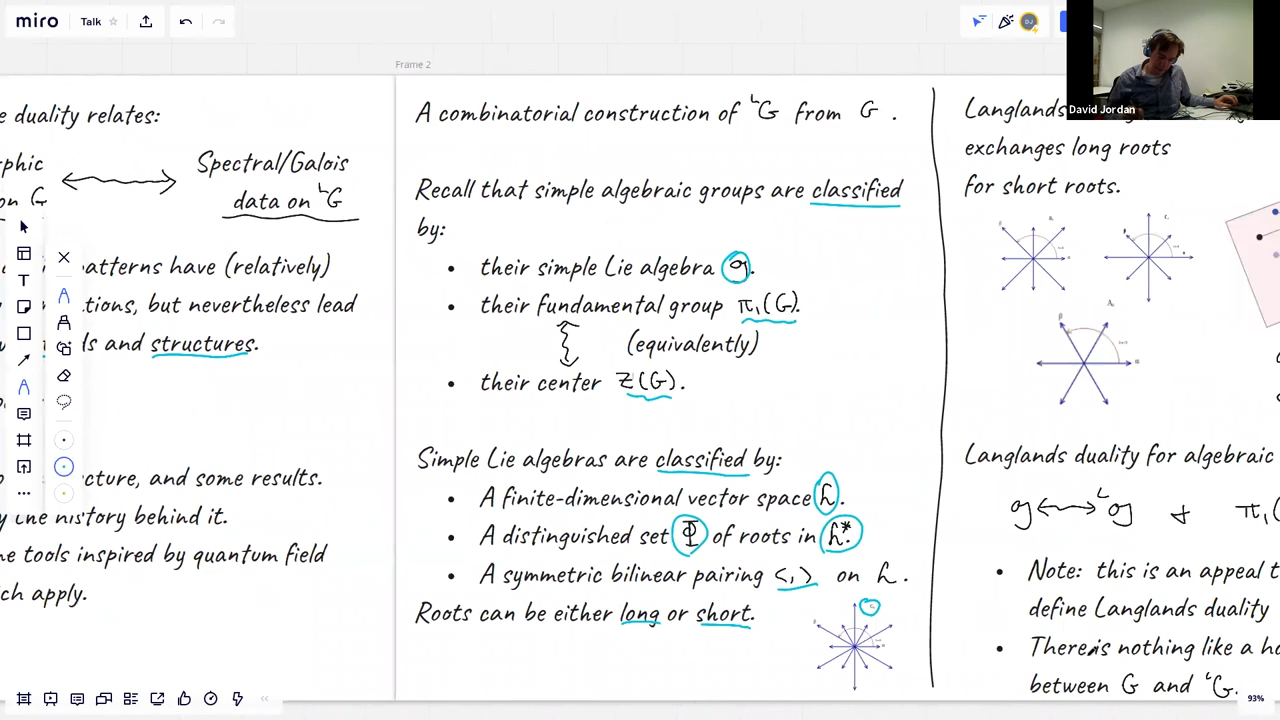 miro
Talk
Frame 2
David Jordan
e duality relates:
rphic
Spectral/Galois
on G
data on ᴸG
atterns have (relatively)
tions, but nevertheless lead
ls and structures.
cture, and some results.
y the history behind it.
e tools inspired by quantum field
ch apply.
A combinatorial construction of ᴸG from G .
Recall that simple algebraic groups are classified
by:
• their simple Lie algebra 𝔤.
• their fundamental group π₁(G).
(equivalently)
• their center Z(G).
Simple Lie algebras are classified by:
• A finite-dimensional vector space h.
• A distinguished set Φ of roots in h*.
• A symmetric bilinear pairing <,> on h.
Roots can be either long or short.
Langlands
exchanges long roots
for short roots.
Langlands duality for algebraic
𝔤 ↔ ᴸ𝔤 + π₁(
• Note: this is an appeal t
define Langlands duality
• There is nothing like a ho
between G and ᴸG.
93%